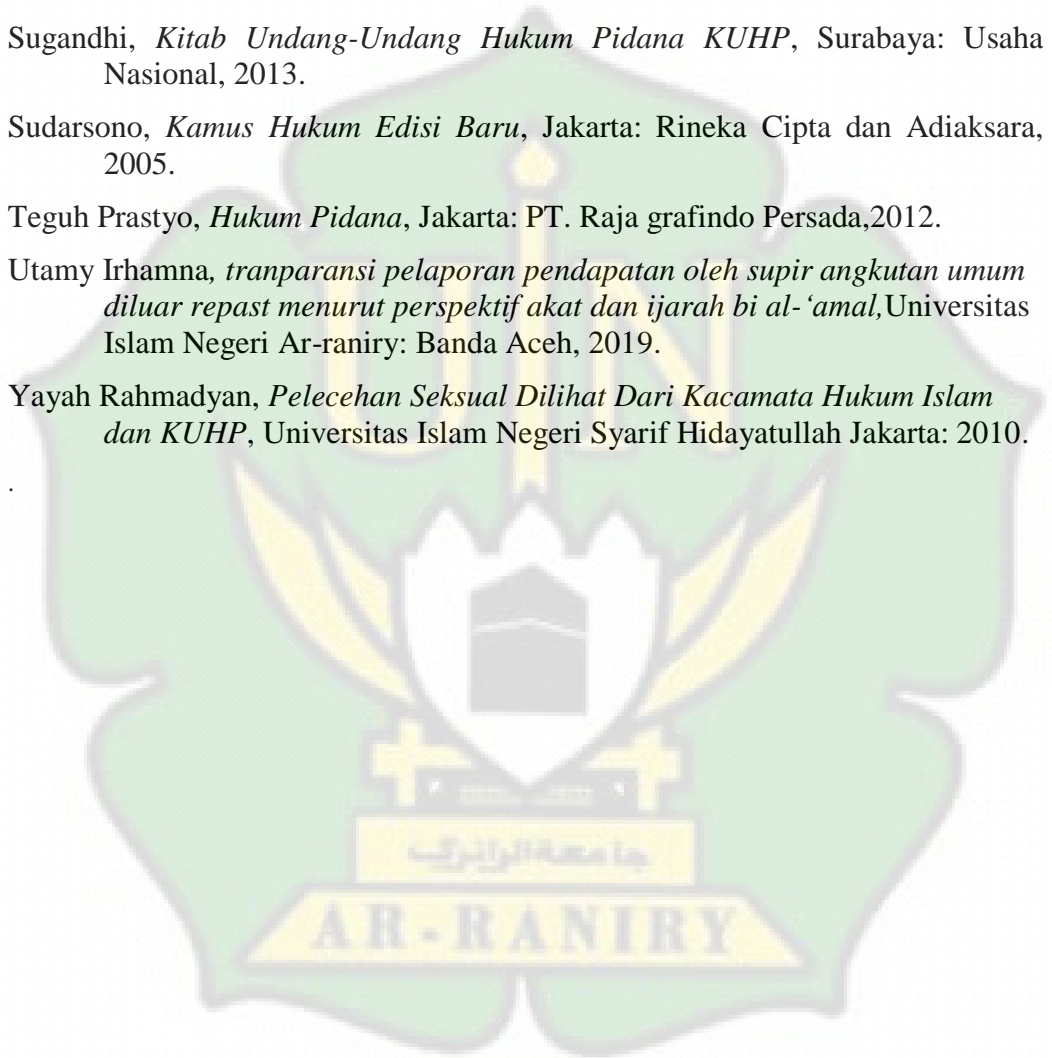 Sugandhi, Kitab Undang-Undang Hukum Pidana KUHP, Surabaya: Usaha
Nasional, 2013.
Sudarsono, Kamus Hukum Edisi Baru, Jakarta: Rineka Cipta dan Adiaksara,
2005.
Teguh Prastyo, Hukum Pidana, Jakarta: PT. Raja grafindo Persada,2012.
Utamy Irhamna, tranparansi pelaporan pendapatan oleh supir angkutan umum
diluar repast menurut perspektif akat dan ijarah bi al-‘amal,Universitas
Islam Negeri Ar-raniry: Banda Aceh, 2019.
Yayah Rahmadyan, Pelecehan Seksual Dilihat Dari Kacamata Hukum Islam
dan KUHP, Universitas Islam Negeri Syarif Hidayatullah Jakarta: 2010.
.
UIN
جامعة الرانري
AR-RANIRY